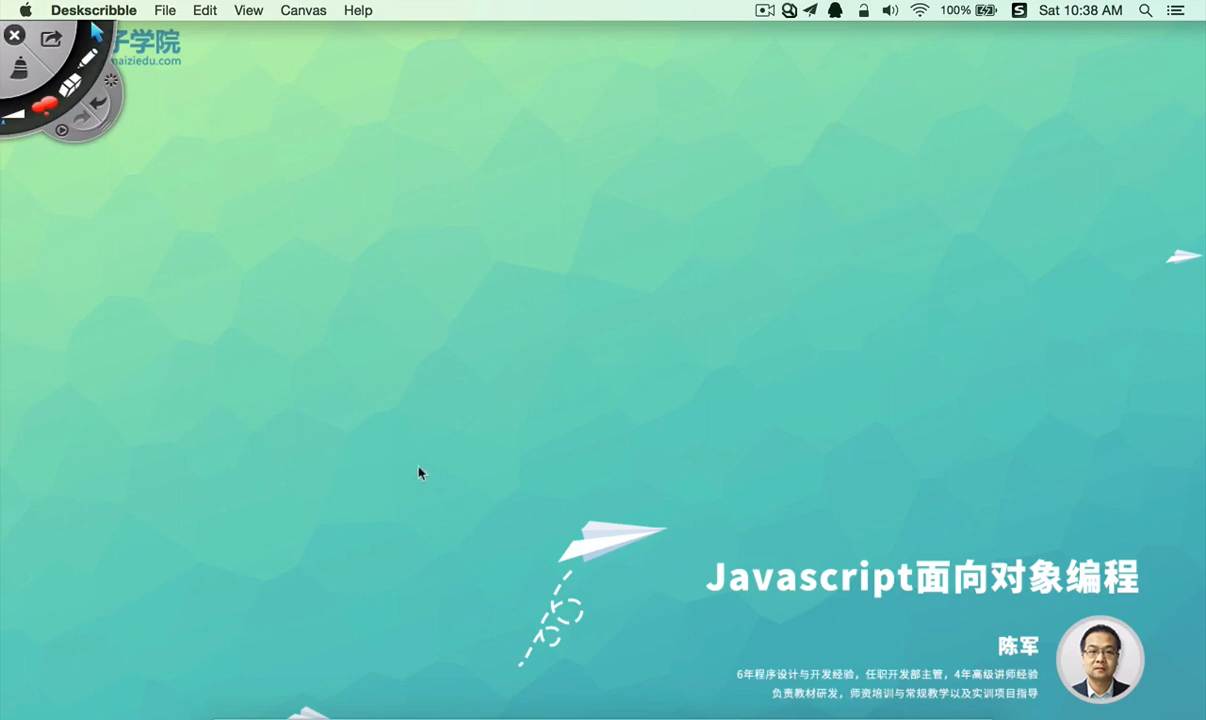 Deskscribble File Edit View Canvas Help 100% S Sat 10:38 AM
子学院
maiziedu.com
Javascript面向对象编程
陈军
6年程序设计与开发经验，任职开发部主管，4年高级讲师经验
负责教材研发，师资培训与常规教学以及实训项目指导